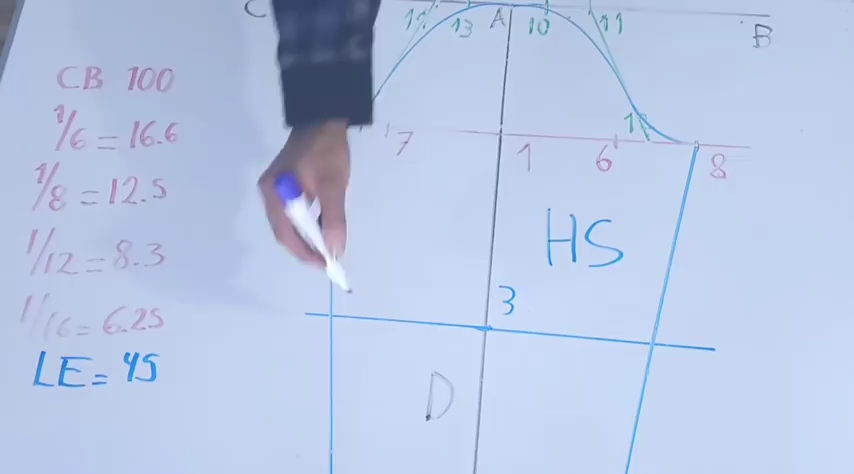 C
12
13
A
10
11
B
CB 100
1/6 = 16.6
1/8 = 12.5
1/12 = 8.3
1/16 = 6.25
LE = 45
7
1
6
8
HS
3
D